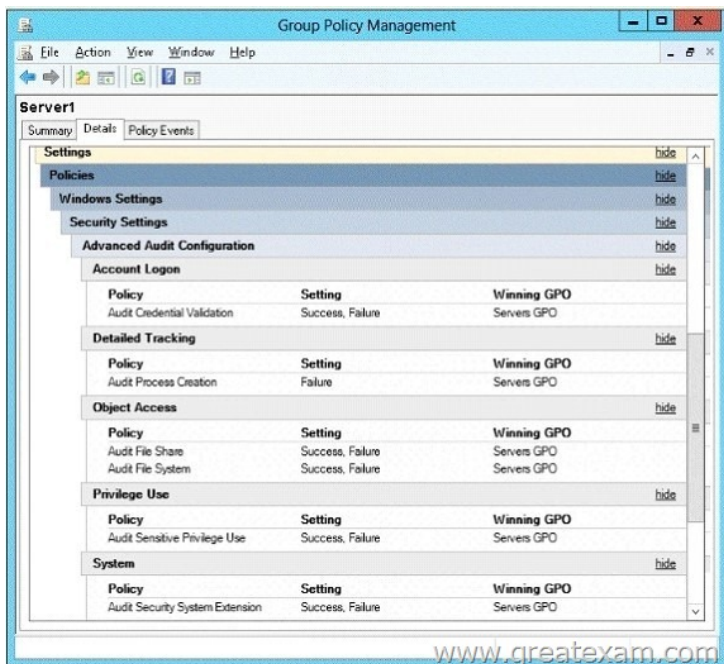 Group Policy Management
File Action View Window Help
Server1
Summary Details Policy Events
Settings hide
Policies hide
Windows Settings hide
Security Settings hide
Advanced Audit Configuration hide
Account Logon hide
Policy Setting Winning GPO
Audit Credential Validation Success, Failure Servers GPO
Detailed Tracking hide
Policy Setting Winning GPO
Audit Process Creation Failure Servers GPO
Object Access hide
Policy Setting Winning GPO
Audit File Share Success, Failure Servers GPO
Audit File System Success, Failure Servers GPO
Privilege Use hide
Policy Setting Winning GPO
Audit Sensitive Privilege Use Success, Failure Servers GPO
System hide
Policy Setting Winning GPO
Audit Security System Extension Success, Failure Servers GPO
www.greatexam.com